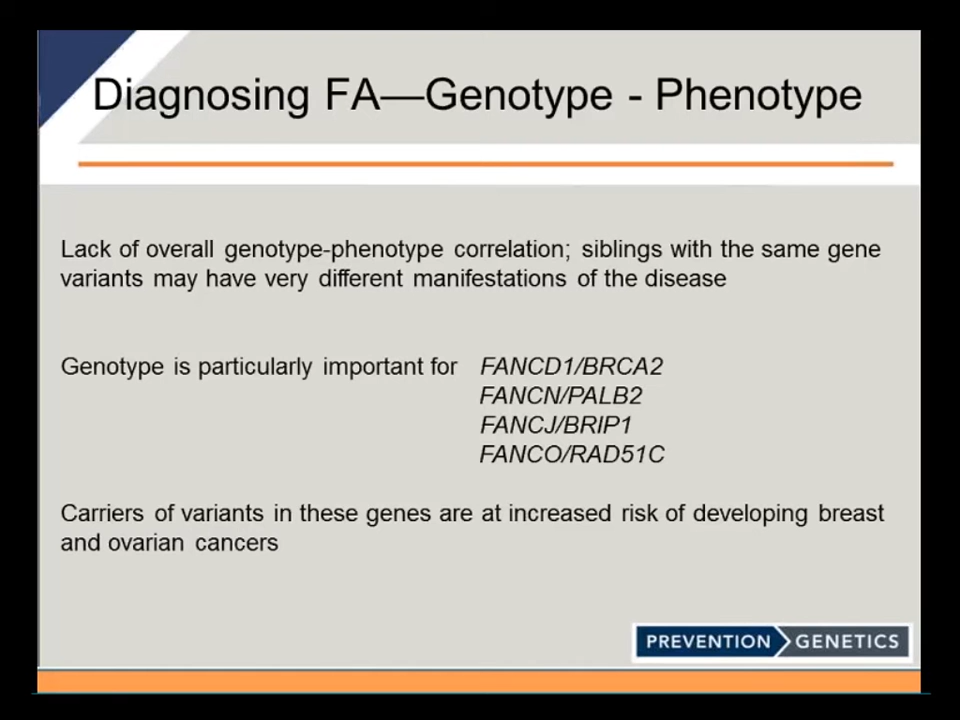 Diagnosing FA—Genotype - Phenotype
Lack of overall genotype-phenotype correlation; siblings with the same gene
variants may have very different manifestations of the disease
Genotype is particularly important for FANCD1/BRCA2
FANCN/PALB2
FANCJ/BRIP1
FANCO/RAD51C
Carriers of variants in these genes are at increased risk of developing breast
and ovarian cancers
PREVENTION GENETICS